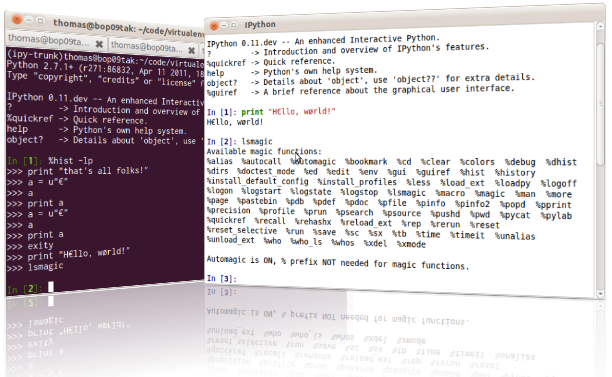 thomas@bop09tak: ~/code/virtualen
thomas@bop09tak...
thomas@bop09tak...
(ipy-trunk)thomas@bop09tak:~/code/virtuale
Python 2.7.1+ (r271:86832, Apr 11 2011, 18
Type "copyright", "credits" or "license" f
IPython 0.11.dev -- An enhanced Interactiv
? -> Introduction and overview of I
%quickref -> Quick reference.
help -> Python's own help system.
object? -> Details about 'object', use 'o
In [1]: %hist -lp
>>> print "that's all folks!"
>>> a = u"€"
>>> a
>>> print a
>>> a = u"€"
>>> a
>>> print a
>>> exity
>>> print "H€llo, wørld!"
>>> lsmagic
In [2]:
IPython
IPython 0.11.dev -- An enhanced Interactive Python.
? -> Introduction and overview of IPython's features.
%quickref -> Quick reference.
help -> Python's own help system.
object? -> Details about 'object', use 'object??' for extra details.
%guiref -> A brief reference about the graphical user interface.
In [1]: print "H€llo, wørld!"
H€llo, wørld!
In [2]: lsmagic
Available magic functions:
%alias %autocall %automagic %bookmark %cd %clear %colors %debug %dhist
%dirs %doctest_mode %ed %edit %env %gui %guiref %hist %history
%install_default_config %install_profiles %less %load_ext %loadpy %logoff
%logon %logstart %logstate %logstop %lsmagic %macro %magic %man %more
%page %pastebin %pdb %pdef %pdoc %pfile %pinfo %pinfo2 %popd %pprint
%precision %profile %prun %psearch %psource %pushd %pwd %pycat %pylab
%quickref %recall %rehashx %reload_ext %rep %rerun %reset
%reset_selective %run %save %sc %sx %tb %time %timeit %unalias
%unload_ext %who %who_ls %whos %xdel %xmode
Automagic is ON, % prefix NOT needed for magic functions.
In [3]: